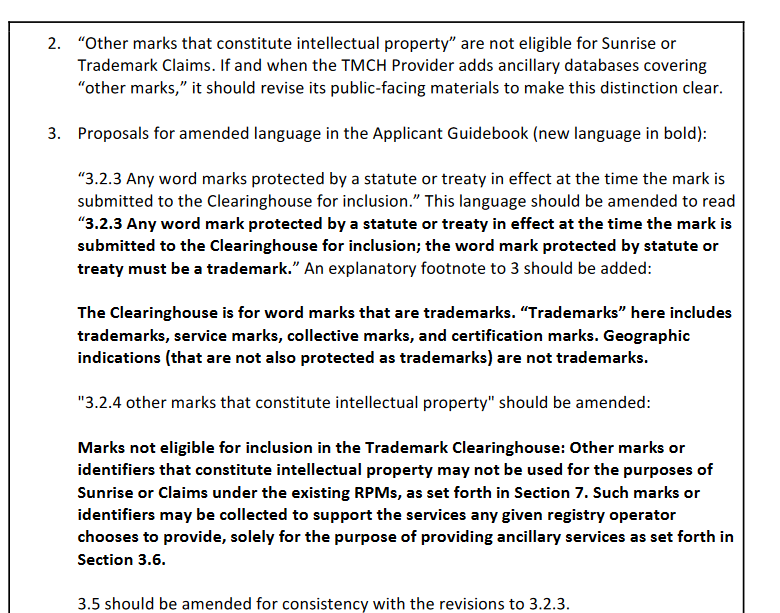 2. “Other marks that constitute intellectual property” are not eligible for Sunrise or
Trademark Claims. If and when the TMCH Provider adds ancillary databases covering
“other marks,” it should revise its public-facing materials to make this distinction clear.
3. Proposals for amended language in the Applicant Guidebook (new language in bold):
“3.2.3 Any word marks protected by a statute or treaty in effect at the time the mark is
submitted to the Clearinghouse for inclusion.” This language should be amended to read
“3.2.3 Any word mark protected by a statute or treaty in effect at the time the mark is
submitted to the Clearinghouse for inclusion; the word mark protected by statute or
treaty must be a trademark.” An explanatory footnote to 3 should be added:
The Clearinghouse is for word marks that are trademarks. “Trademarks” here includes
trademarks, service marks, collective marks, and certification marks. Geographic
indications (that are not also protected as trademarks) are not trademarks.
"3.2.4 other marks that constitute intellectual property" should be amended:
Marks not eligible for inclusion in the Trademark Clearinghouse: Other marks or
identifiers that constitute intellectual property may not be used for the purposes of
Sunrise or Claims under the existing RPMs, as set forth in Section 7. Such marks or
identifiers may be collected to support the services any given registry operator
chooses to provide, solely for the purpose of providing ancillary services as set forth in
Section 3.6.
3.5 should be amended for consistency with the revisions to 3.2.3.